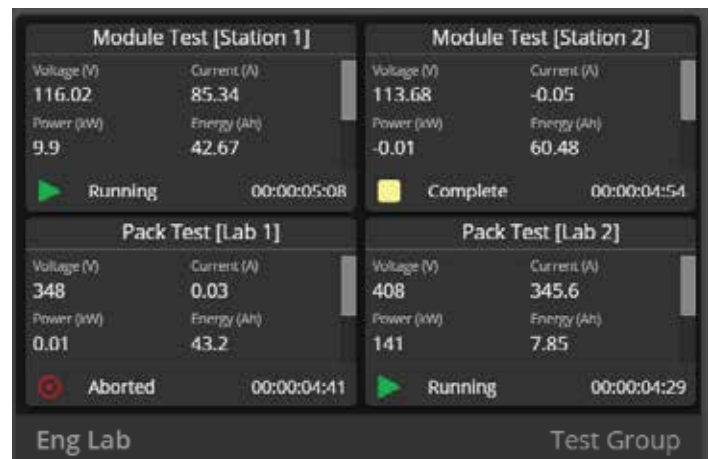 Module Test [Station 1]
Voltage (V) Current (A)
116.02 85.34
Power (kW) Energy (Ah)
9.9 42.67
Running 00:00:05:08
Module Test [Station 2]
Voltage (V) Current (A)
113.68 -0.05
Power (kW) Energy (Ah)
-0.01 60.48
Complete 00:00:04:54
Pack Test [Lab 1]
Voltage (V) Current (A)
348 0.03
Power (kW) Energy (Ah)
0.01 43.2
Aborted 00:00:04:41
Pack Test [Lab 2]
Voltage (V) Current (A)
408 345.6
Power (kW) Energy (Ah)
141 7.85
Running 00:00:04:29
Eng Lab Test Group